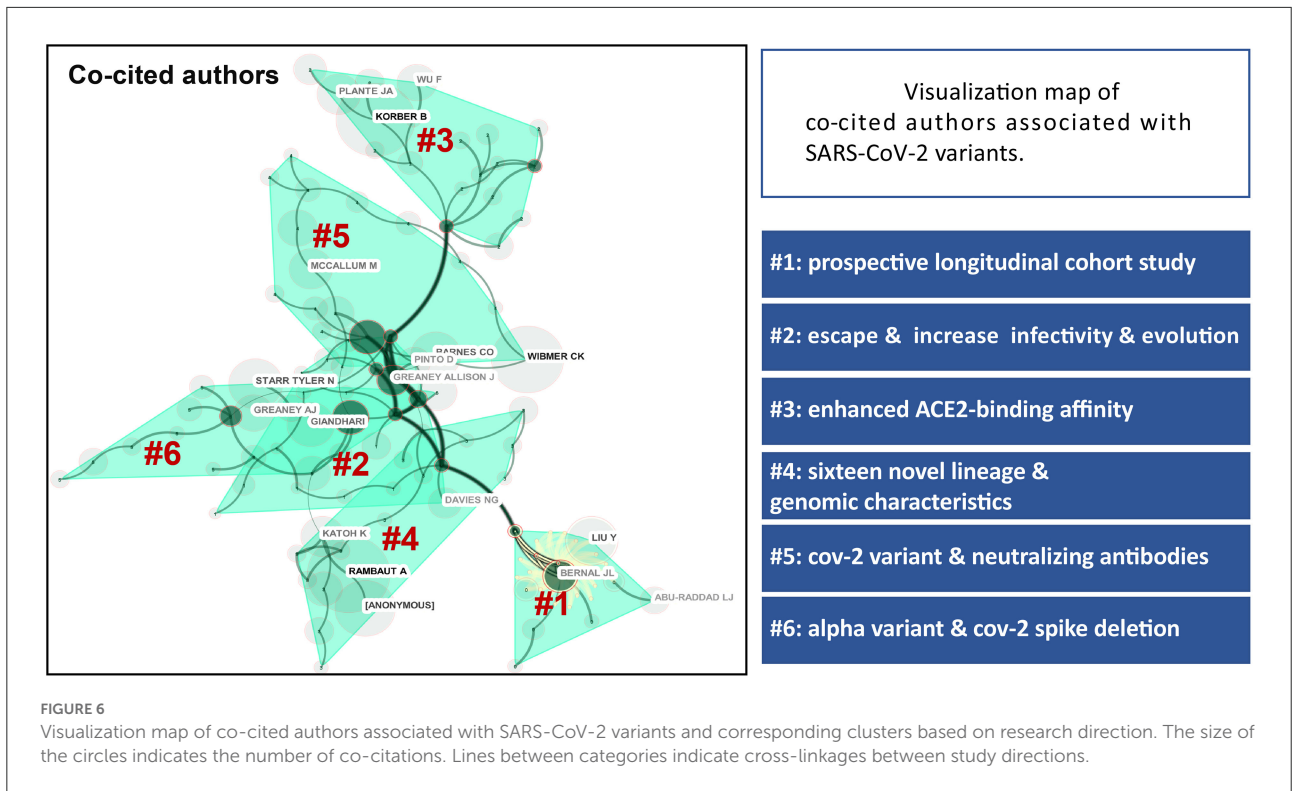 Co-cited authors
WU F
PLANTE JA
KORBER B
#3
#5
MCCALLUM M
BARNES CO
WIBMER CK
PINTO D
STARR TYLER N
GREANEY ALLISON J
GREANEY AJ
GIANDHARI
#6
#2
DAVIES NG
KATOH K
#4
LIU Y
RAMBAUT A
BERNAL JL
[ANONYMOUS]
#1
ABU-RADDAD LJ
Visualization map of
co-cited authors associated with
SARS-CoV-2 variants.
#1: prospective longitudinal cohort study
#2: escape & increase infectivity & evolution
#3: enhanced ACE2-binding affinity
#4: sixteen novel lineage &
genomic characteristics
#5: cov-2 variant & neutralizing antibodies
#6: alpha variant & cov-2 spike deletion
FIGURE 6
Visualization map of co-cited authors associated with SARS-CoV-2 variants and corresponding clusters based on research direction. The size of
the circles indicates the number of co-citations. Lines between categories indicate cross-linkages between study directions.